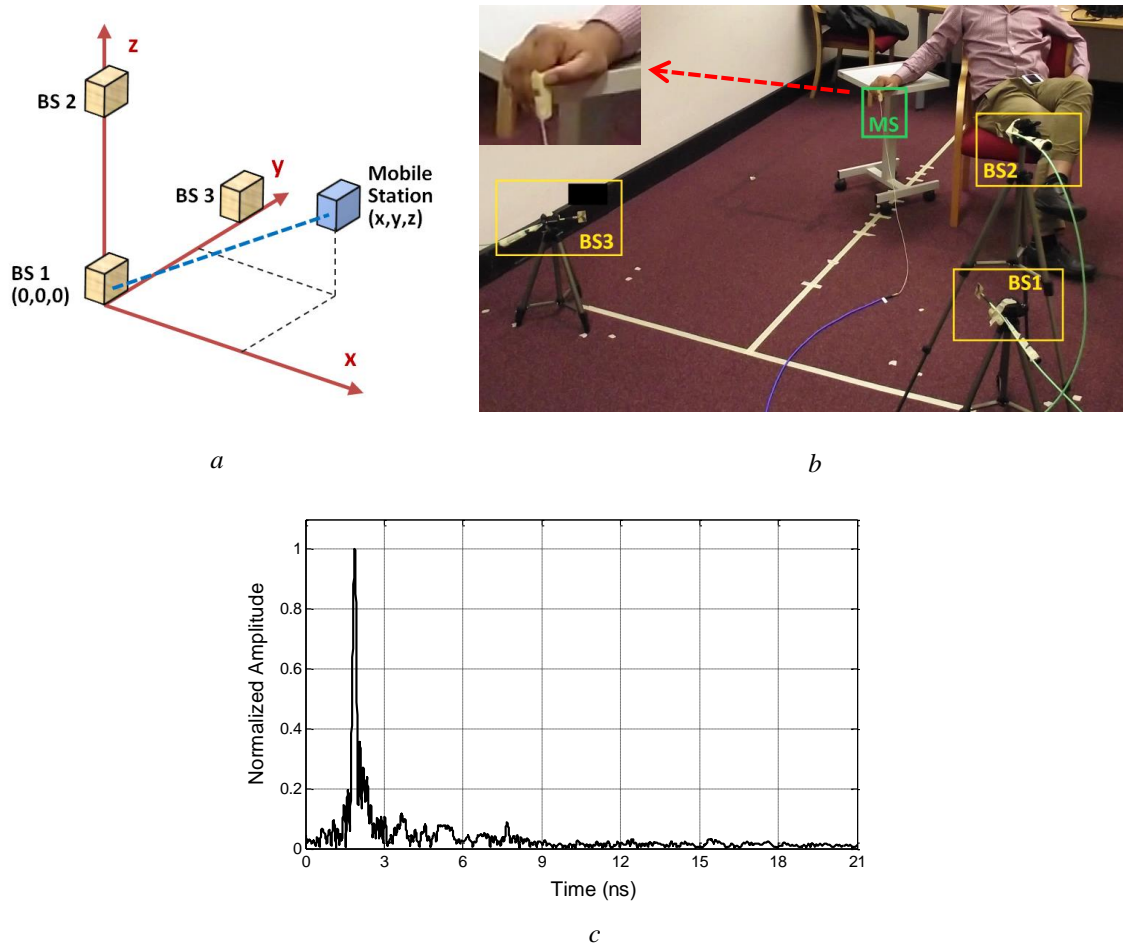 z
BS 2
y
BS 3
Mobile
Station
(x,y,z)
BS 1
(0,0,0)
x
MS
BS2
BS3
BS1
a
b
1
0.8
0.6
0.4
0.2
0
Normalized Amplitude
0 3 6 9 12 15 18 21
Time (ns)
c